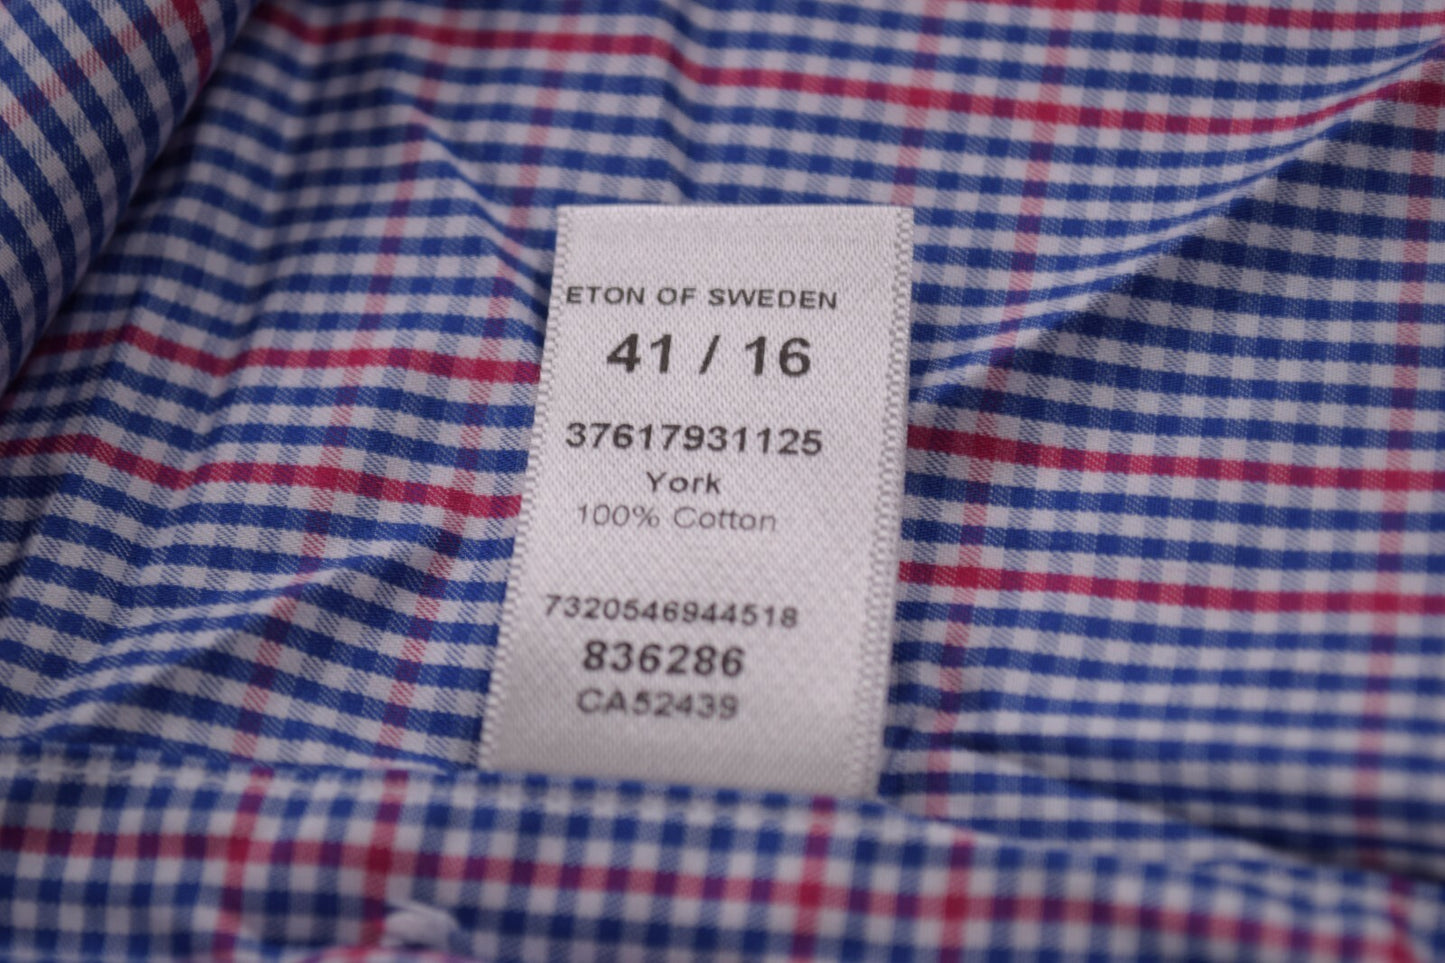 ETON OF SWEDEN
41 / 16
37617931125
York
100% Cotton
7320546944518
836286
CA52439